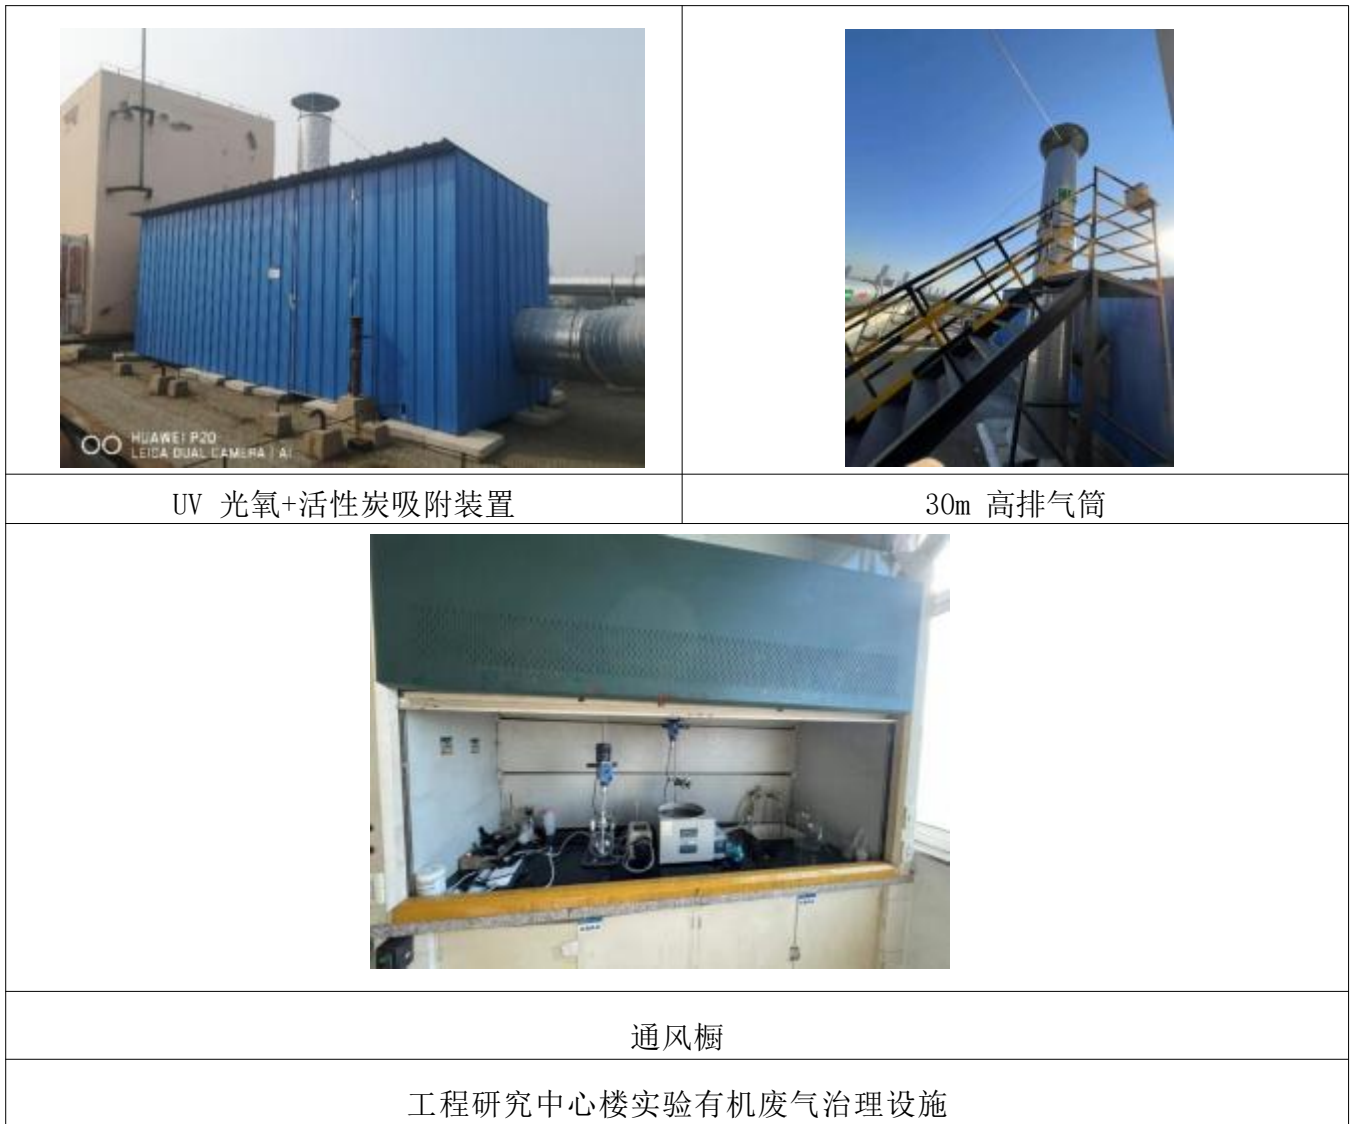 HUAWEI P20
LEICA DUAL CAMERA | AI
UV 光氧+活性炭吸附装置
30m 高排气筒
通风橱
工程研究中心楼实验有机废气治理设施